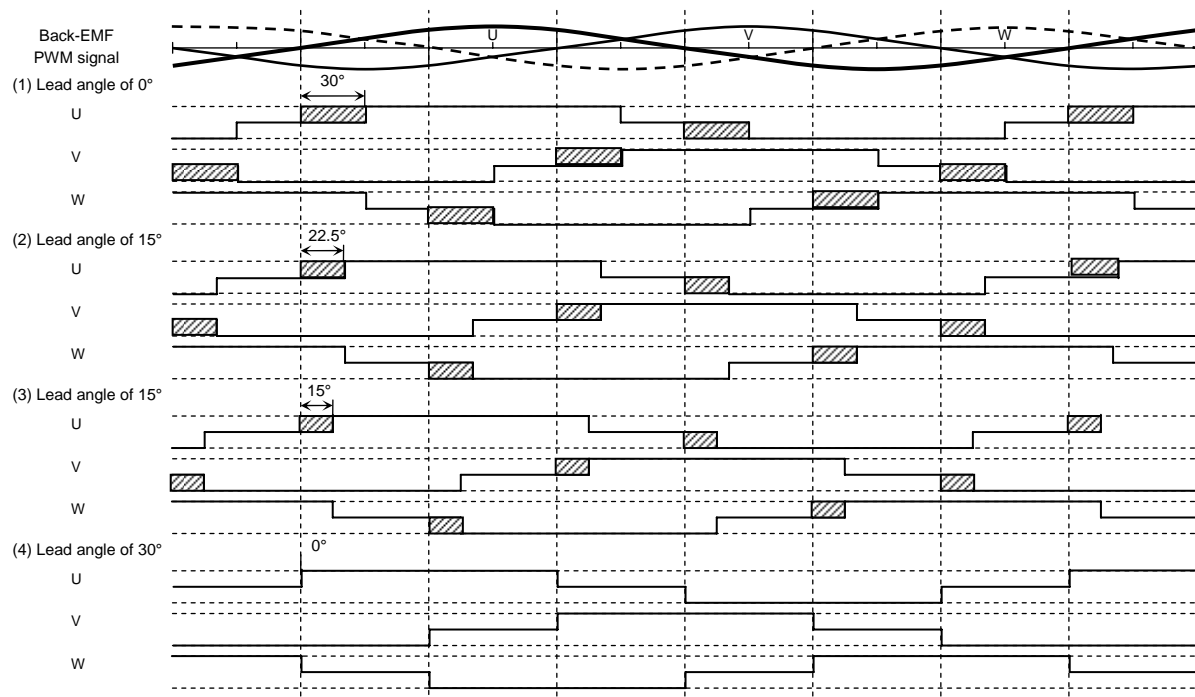 Back-EMF
U V W
PWM signal
(1) Lead angle of 0°
30°
U
V
W
(2) Lead angle of 15°
22.5°
U
V
W
(3) Lead angle of 15°
15°
U
V
W
(4) Lead angle of 30°
0°
U
V
W